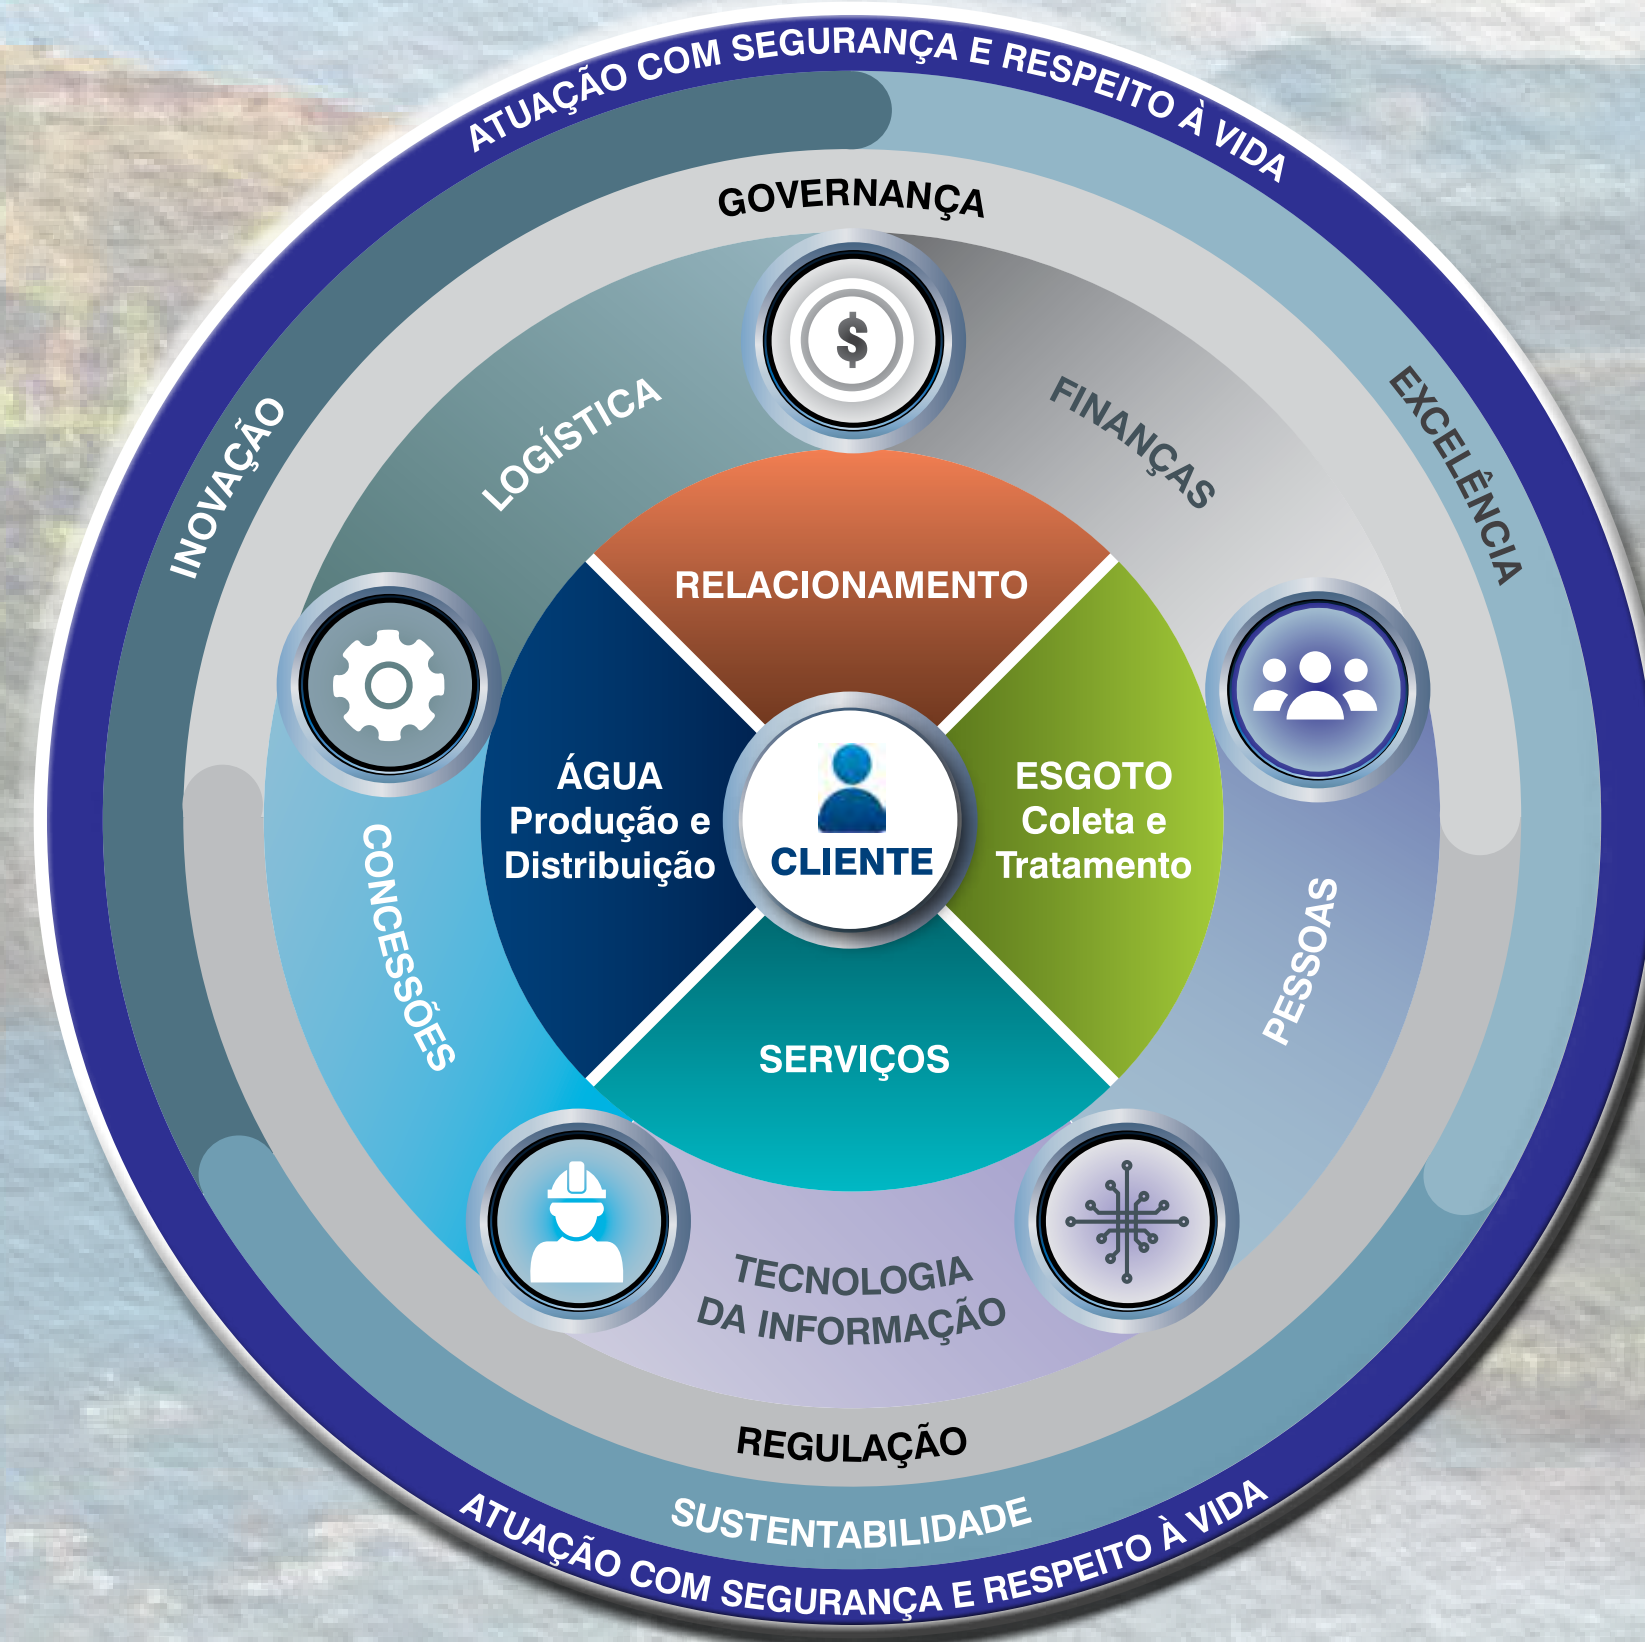 ATUAÇÃO COM SEGURANÇA E RESPEITO À VIDA
GOVERNANÇA
INOVAÇÃO
EXCELÊNCIA
LOGÍSTICA
FINANÇAS
RELACIONAMENTO
ÁGUA
Produção e
Distribuição
CLIENTE
ESGOTO
Coleta e
Tratamento
CONCESSÕES
PESSOAS
SERVIÇOS
TECNOLOGIA
DA INFORMAÇÃO
REGULAÇÃO
SUSTENTABILIDADE
ATUAÇÃO COM SEGURANÇA E RESPEITO À VIDA